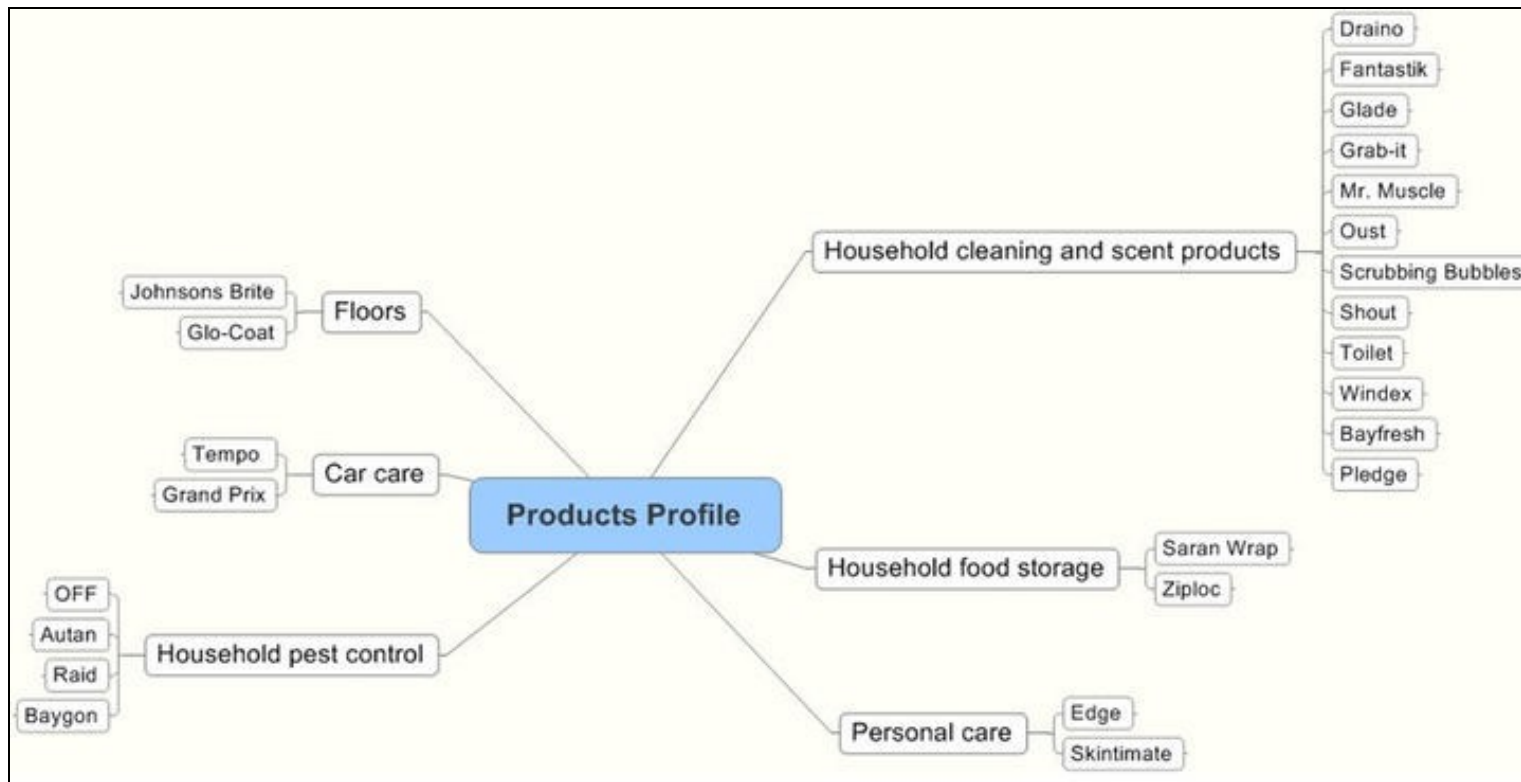 Products Profile
Household cleaning and scent products
Draino
Fantastik
Glade
Grab-it
Mr. Muscle
Oust
Scrubbing Bubbles
Shout
Toilet
Windex
Bayfresh
Pledge
Household food storage
Saran Wrap
Ziploc
Personal care
Edge
Skintimate
Floors
Johnsons Brite
Glo-Coat
Car care
Tempo
Grand Prix
Household pest control
OFF
Autan
Raid
Baygon